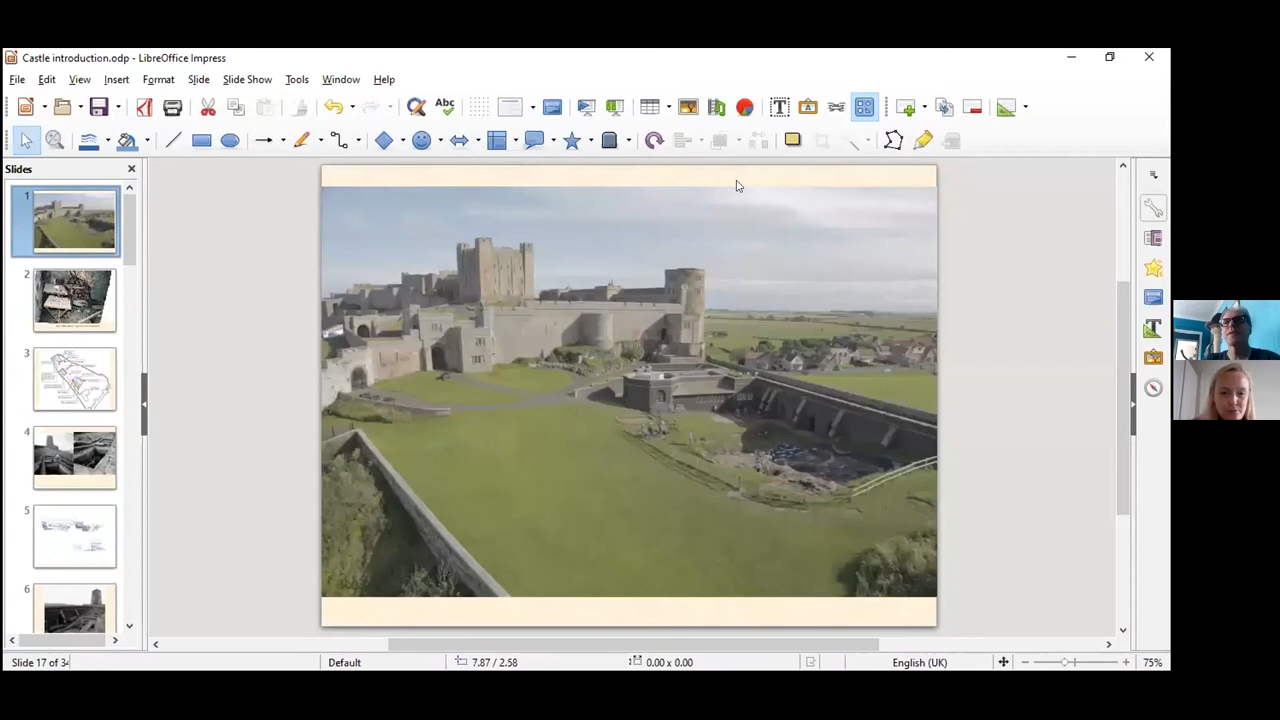 Castle introduction.odp - LibreOffice Impress
File Edit View Insert Format Slide Slide Show Tools Window Help
Abc
Slides
1
2
3
4
5
6
Slide 17 of 34
Default
7.87 / 2.58
0.00 x 0.00
English (UK)
75%